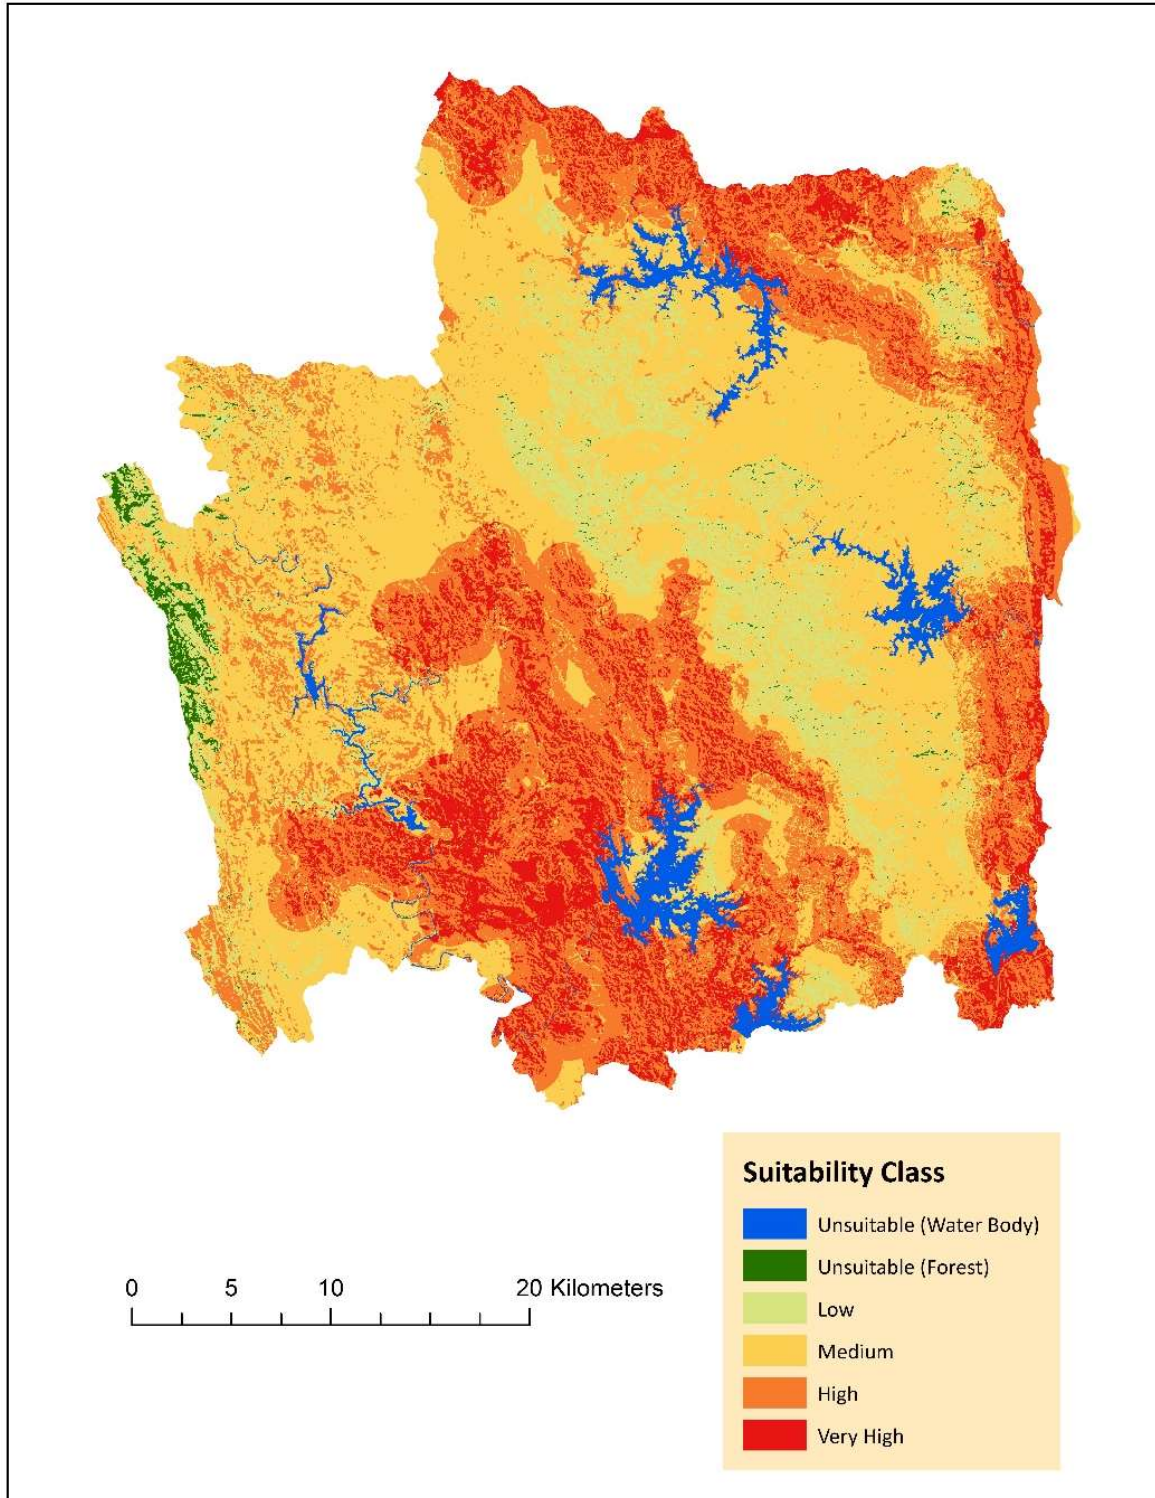 Suitability Class
Unsuitable (Water Body)
Unsuitable (Forest)
Low
Medium
High
Very High
0 5 10 20 Kilometers